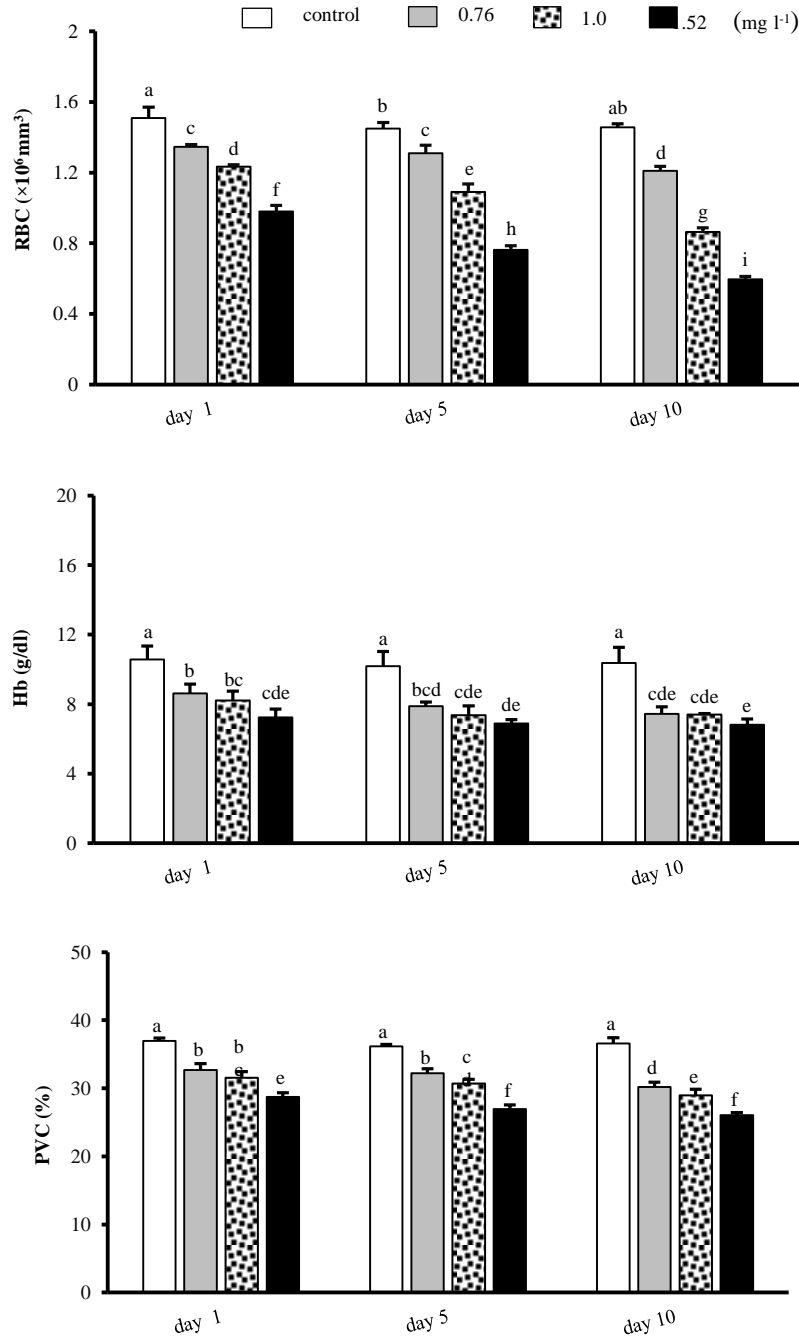 control 0.76 1.0 .52 (mg l⁻¹)
2
a
b
ab
1.6
c
c
d
d
1.2
e
f
g
RBC (×10⁶mm³)
0.8
h
i
0.4
0
day 1
day 5
day 10
20
16
12
a
a
a
b
bc
cde
bcd
cde
de
cde
cde
e
Hb (g/dl)
8
4
0
day 1
day 5
day 10
50
40
a
b
b
c
e
a
b
c
d
f
a
d
e
f
30
PVC (%)
20
10
0
day 1
day 5
day 10